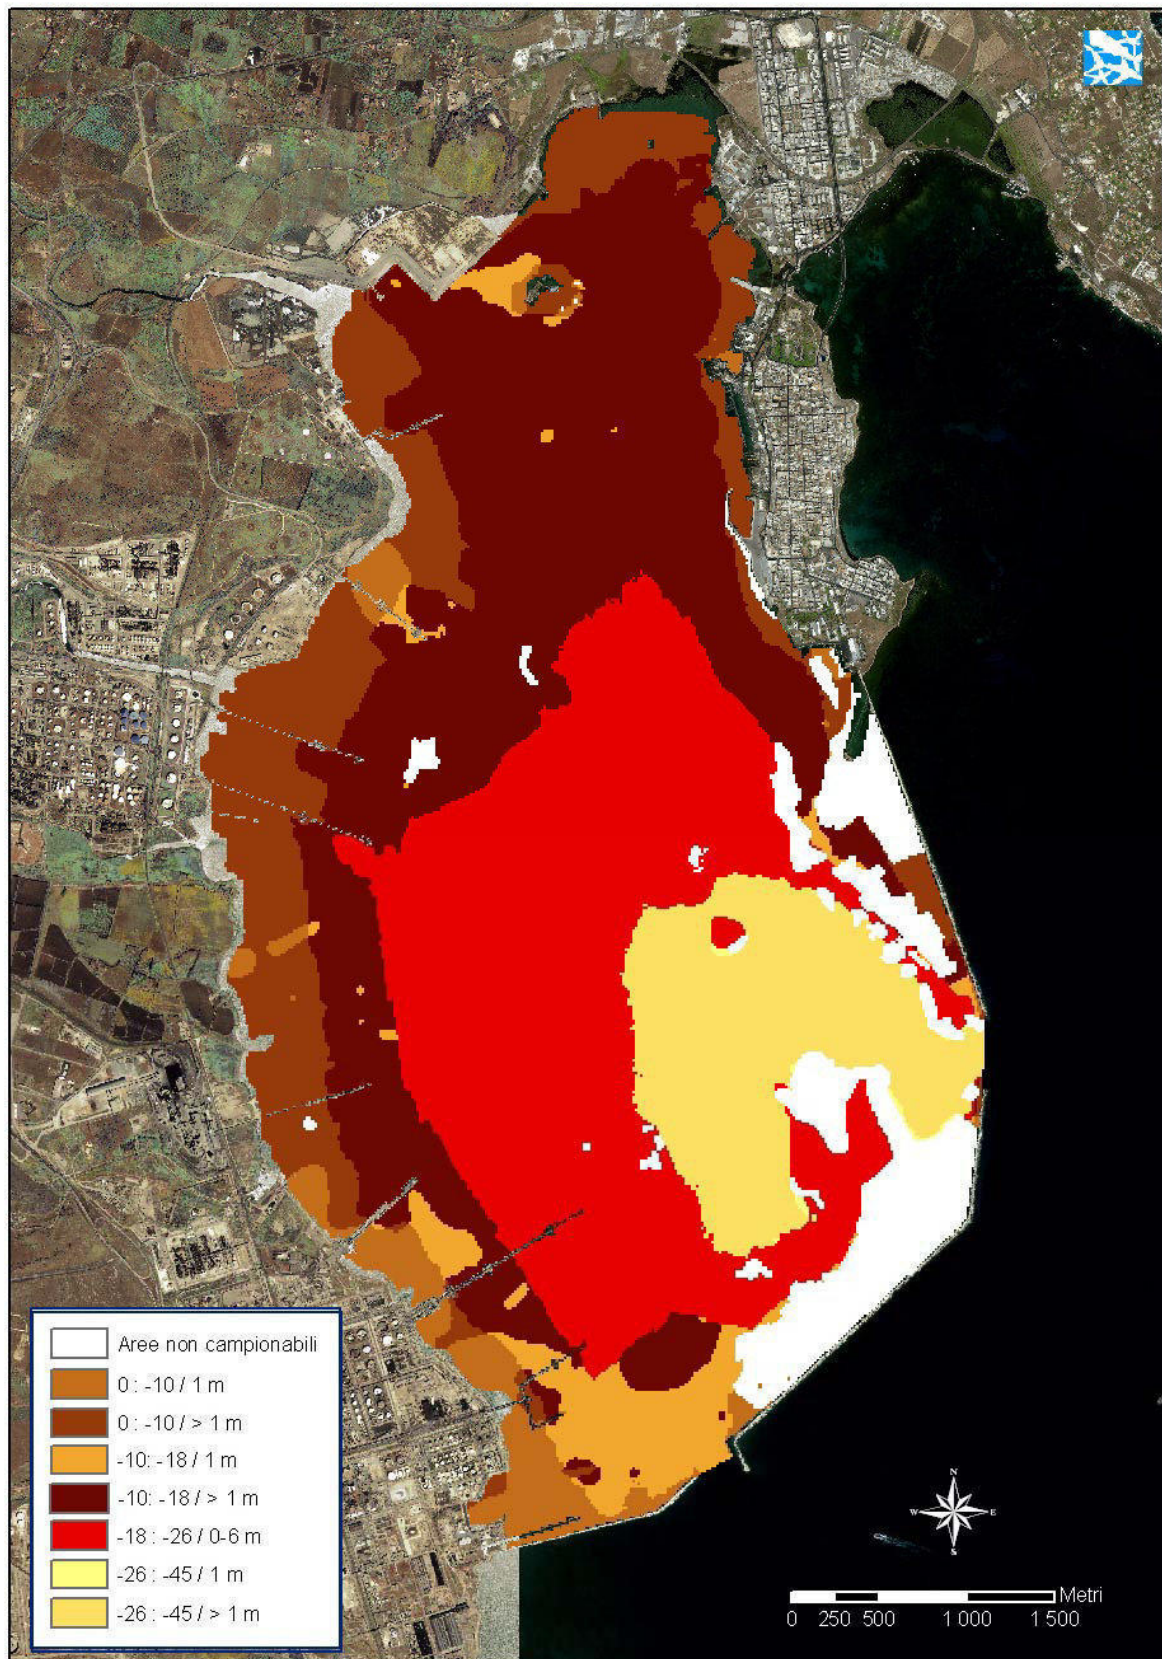 Aree non campionabili
0 : -10 / 1 m
0 : -10 / > 1 m
-10: -18 / 1 m
-10: -18 / > 1 m
-18 : -26 / 0-6 m
-26 : -45 / 1 m
-26 : -45 / > 1 m
N
W E
S
Metri
0 250 500 1 000 1 500